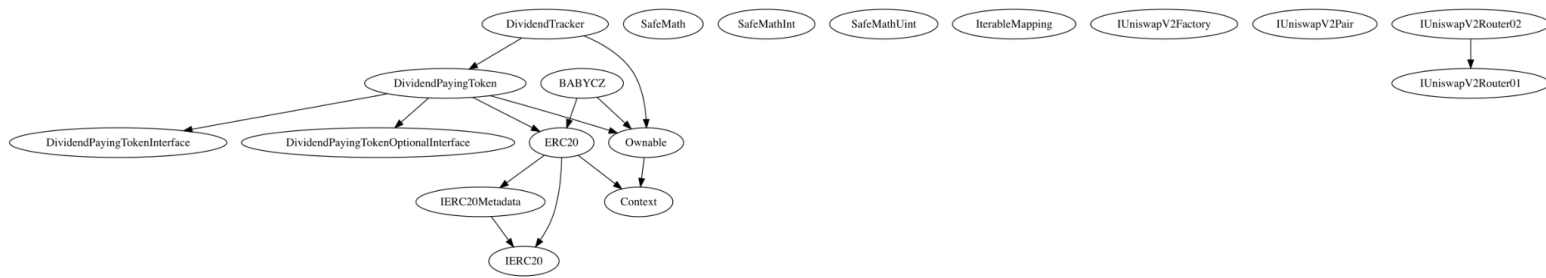 DividendTracker
SafeMath
SafeMathInt
SafeMathUint
IterableMapping
IUniswapV2Factory
IUniswapV2Pair
IUniswapV2Router02
DividendPayingToken
BABYCZ
IUniswapV2Router01
DividendPayingTokenInterface
DividendPayingTokenOptionalInterface
ERC20
Ownable
IERC20Metadata
Context
IERC20